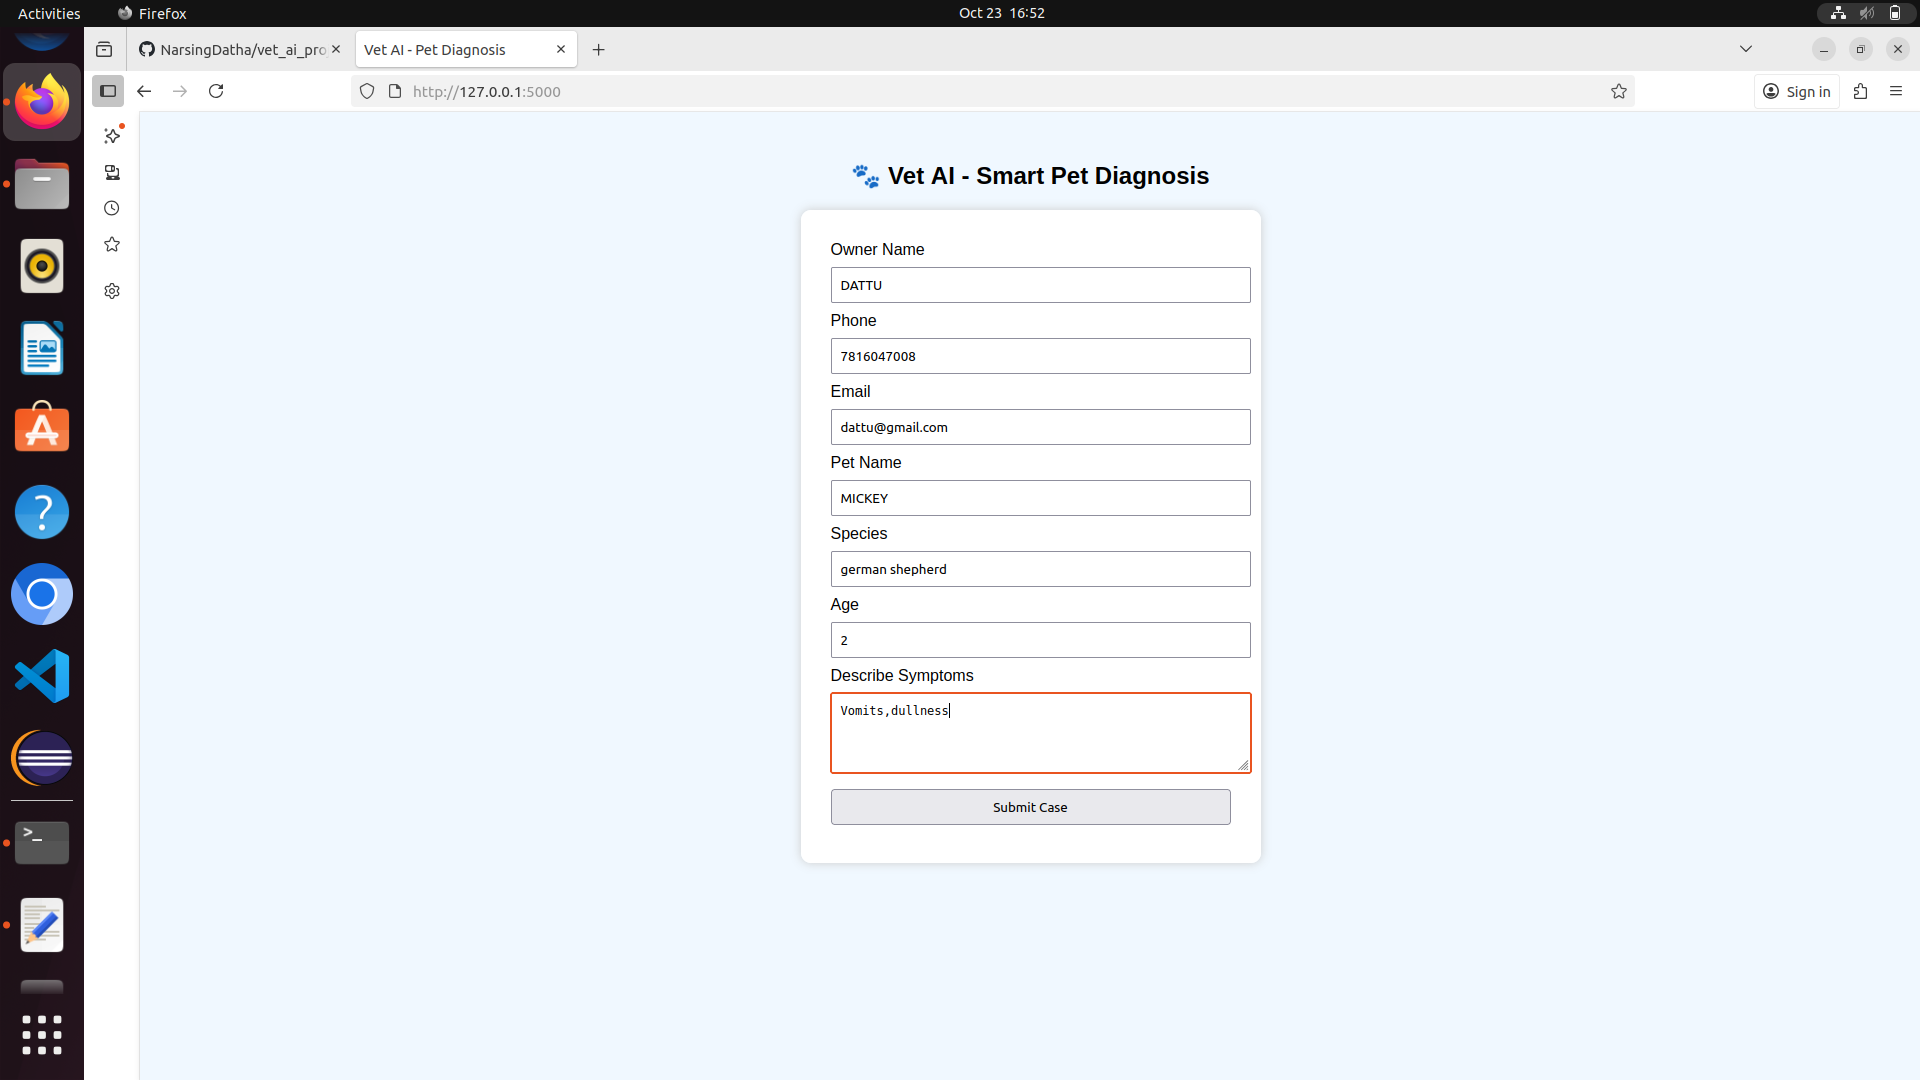 Activities
Firefox
Oct 23 16:52
NarsingDatha/vet_ai_pro
Vet AI - Pet Diagnosis
http://127.0.0.1:5000
Sign in
Vet AI - Smart Pet Diagnosis
Owner Name
DATTU
Phone
7816047008
Email
dattu@gmail.com
Pet Name
MICKEY
Species
german shepherd
Age
2
Describe Symptoms
Vomits,dullness
Submit Case